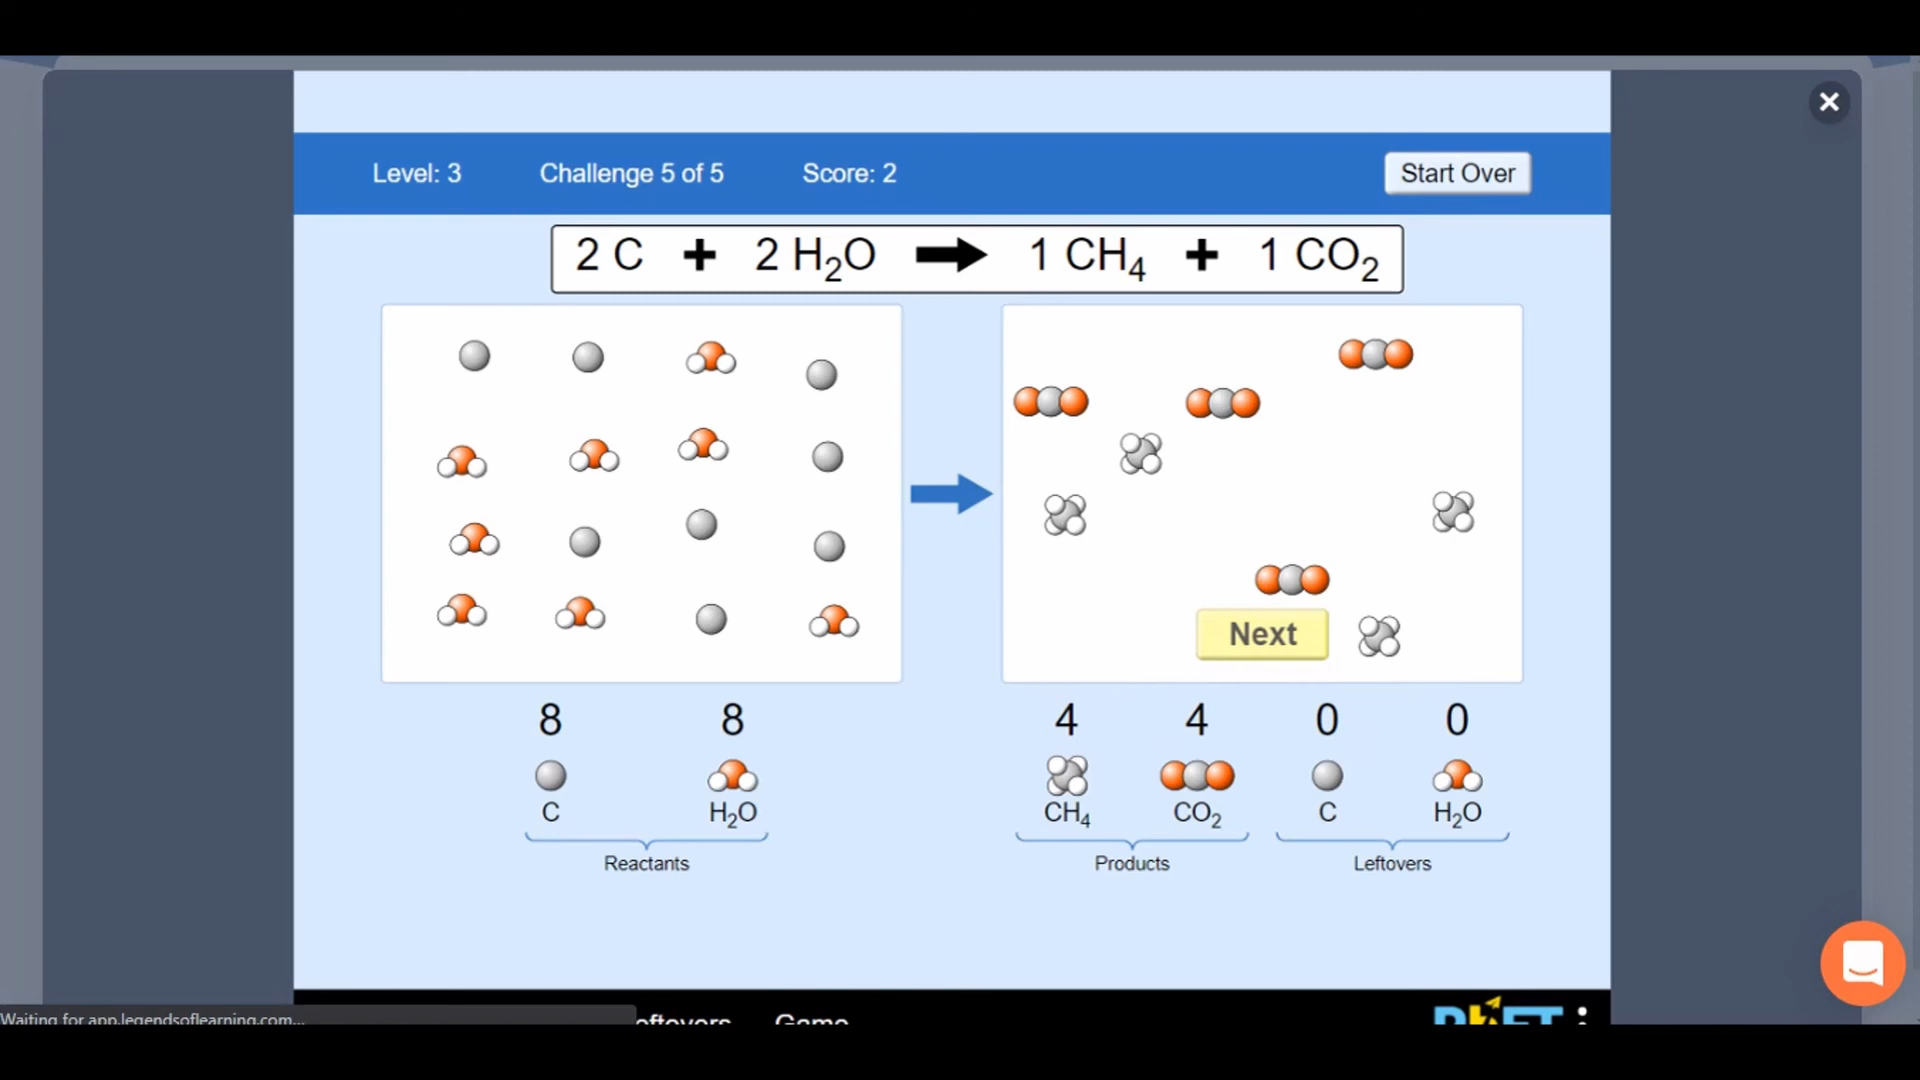 Level: 3 Challenge 5 of 5 Score: 2 Start Over
2 C + 2 H₂O → 1 CH₄ + 1 CO₂
Next
8 8 4 4 0 0
C H₂O CH₄ CO₂ C H₂O
Reactants Products Leftovers
Waiting for app.legendsoflearning.com... eftovers Game